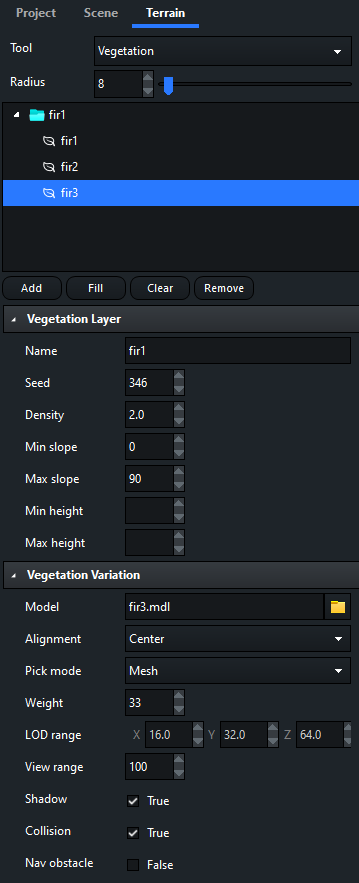 Project Scene Terrain
Tool Vegetation
Radius 8
fir1
fir1
fir2
fir3
Add Fill Clear Remove
Vegetation Layer
Name fir1
Seed 346
Density 2.0
Min slope 0
Max slope 90
Min height
Max height
Vegetation Variation
Model fir3.mdl
Alignment Center
Pick mode Mesh
Weight 33
LOD range X 16.0 Y 32.0 Z 64.0
View range 100
Shadow True
Collision True
Nav obstacle False